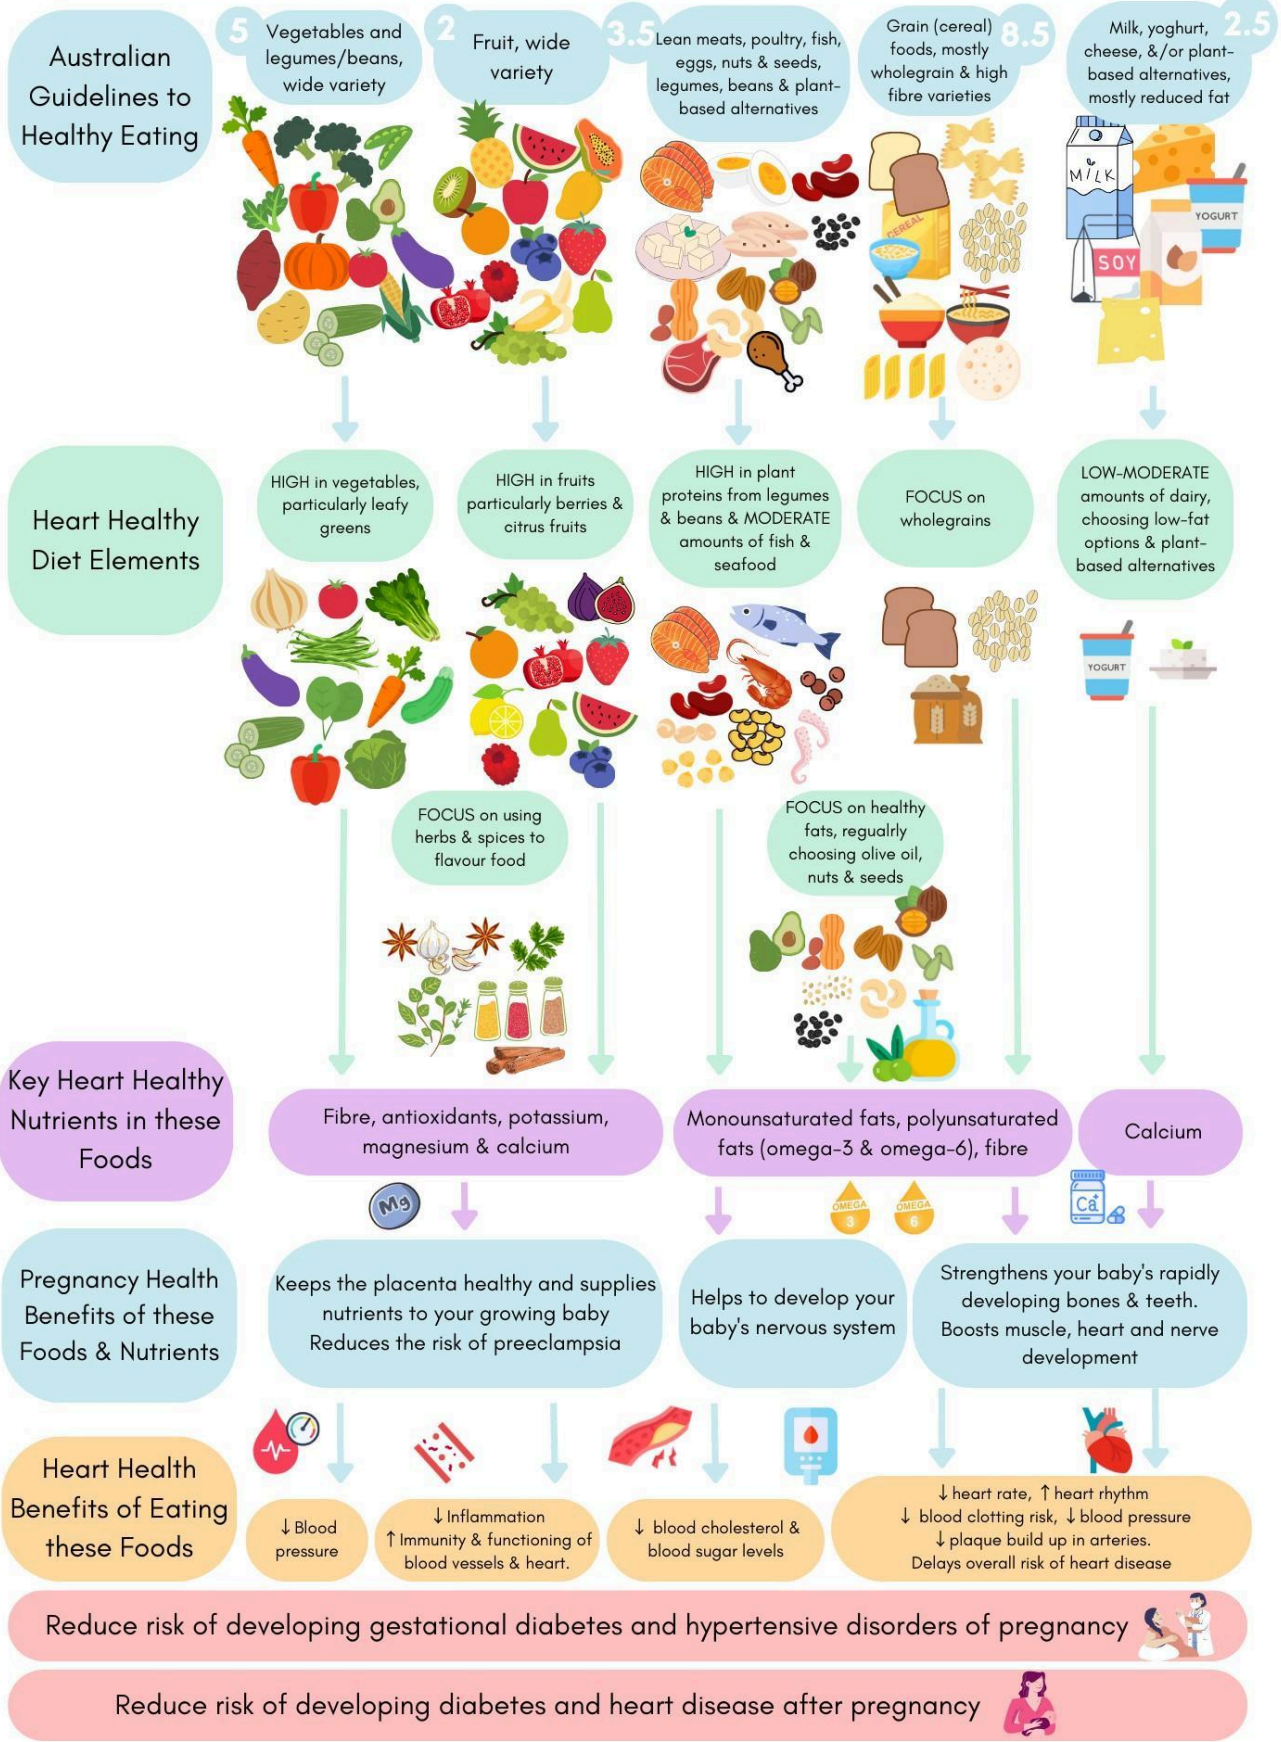 Australian
Guidelines to
Healthy Eating
5
Vegetables and
legumes/beans,
wide variety
2
Fruit, wide
variety
3.5
Lean meats, poultry, fish,
eggs, nuts & seeds,
legumes, beans & plant-
based alternatives
8.5
Grain (cereal)
foods, mostly
wholegrain & high
fibre varieties
2.5
Milk, yoghurt,
cheese, &/or plant-
based alternatives,
mostly reduced fat
MILK
YOGURT
CEREAL
SOY
Heart Healthy
Diet Elements
HIGH in vegetables,
particularly leafy
greens
HIGH in fruits
particularly berries &
citrus fruits
HIGH in plant
proteins from legumes
& beans & MODERATE
amounts of fish &
seafood
FOCUS on
wholegrains
LOW-MODERATE
amounts of dairy,
choosing low-fat
options & plant-
based alternatives
YOGURT
FOCUS on using
herbs & spices to
flavour food
FOCUS on healthy
fats, regualrly
choosing olive oil,
nuts & seeds
Key Heart Healthy
Nutrients in these
Foods
Fibre, antioxidants, potassium,
magnesium & calcium
Monounsaturated fats, polyunsaturated
fats (omega-3 & omega-6), fibre
Calcium
Mg
OMEGA
3
OMEGA
6
Ca+
Pregnancy Health
Benefits of these
Foods & Nutrients
Keeps the placenta healthy and supplies
nutrients to your growing baby
Reduces the risk of preeclampsia
Helps to develop your
baby's nervous system
Strengthens your baby's rapidly
developing bones & teeth.
Boosts muscle, heart and nerve
development
Heart Health
Benefits of Eating
these Foods
↓ Blood
pressure
↓ Inflammation
↑ Immunity & functioning of
blood vessels & heart.
↓ blood cholesterol &
blood sugar levels
↓ heart rate, ↑ heart rhythm
↓ blood clotting risk, ↓ blood pressure
↓ plaque build up in arteries.
Delays overall risk of heart disease
Reduce risk of developing gestational diabetes and hypertensive disorders of pregnancy
Reduce risk of developing diabetes and heart disease after pregnancy